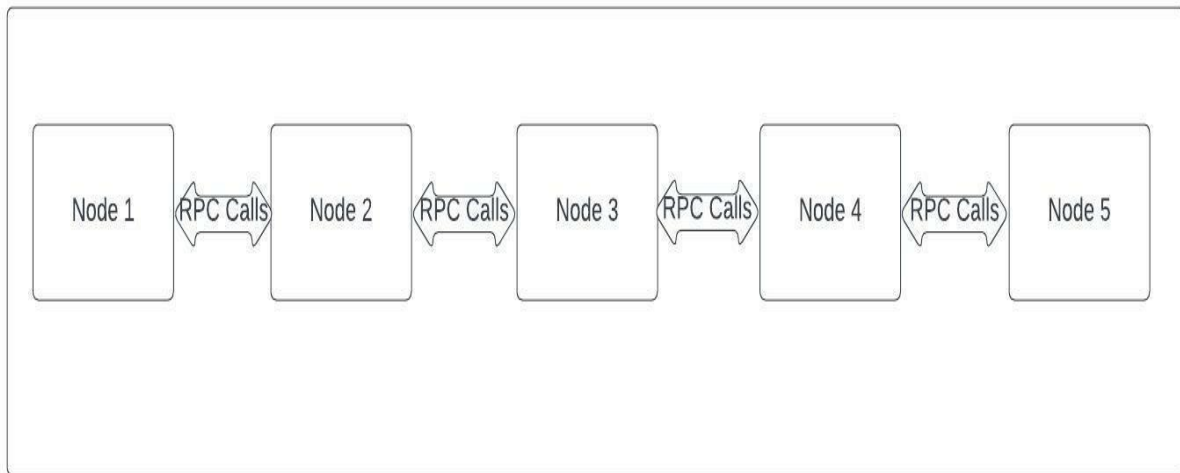 Node 1
RPC Calls
Node 2
RPC Calls
Node 3
RPC Calls
Node 4
RPC Calls
Node 5